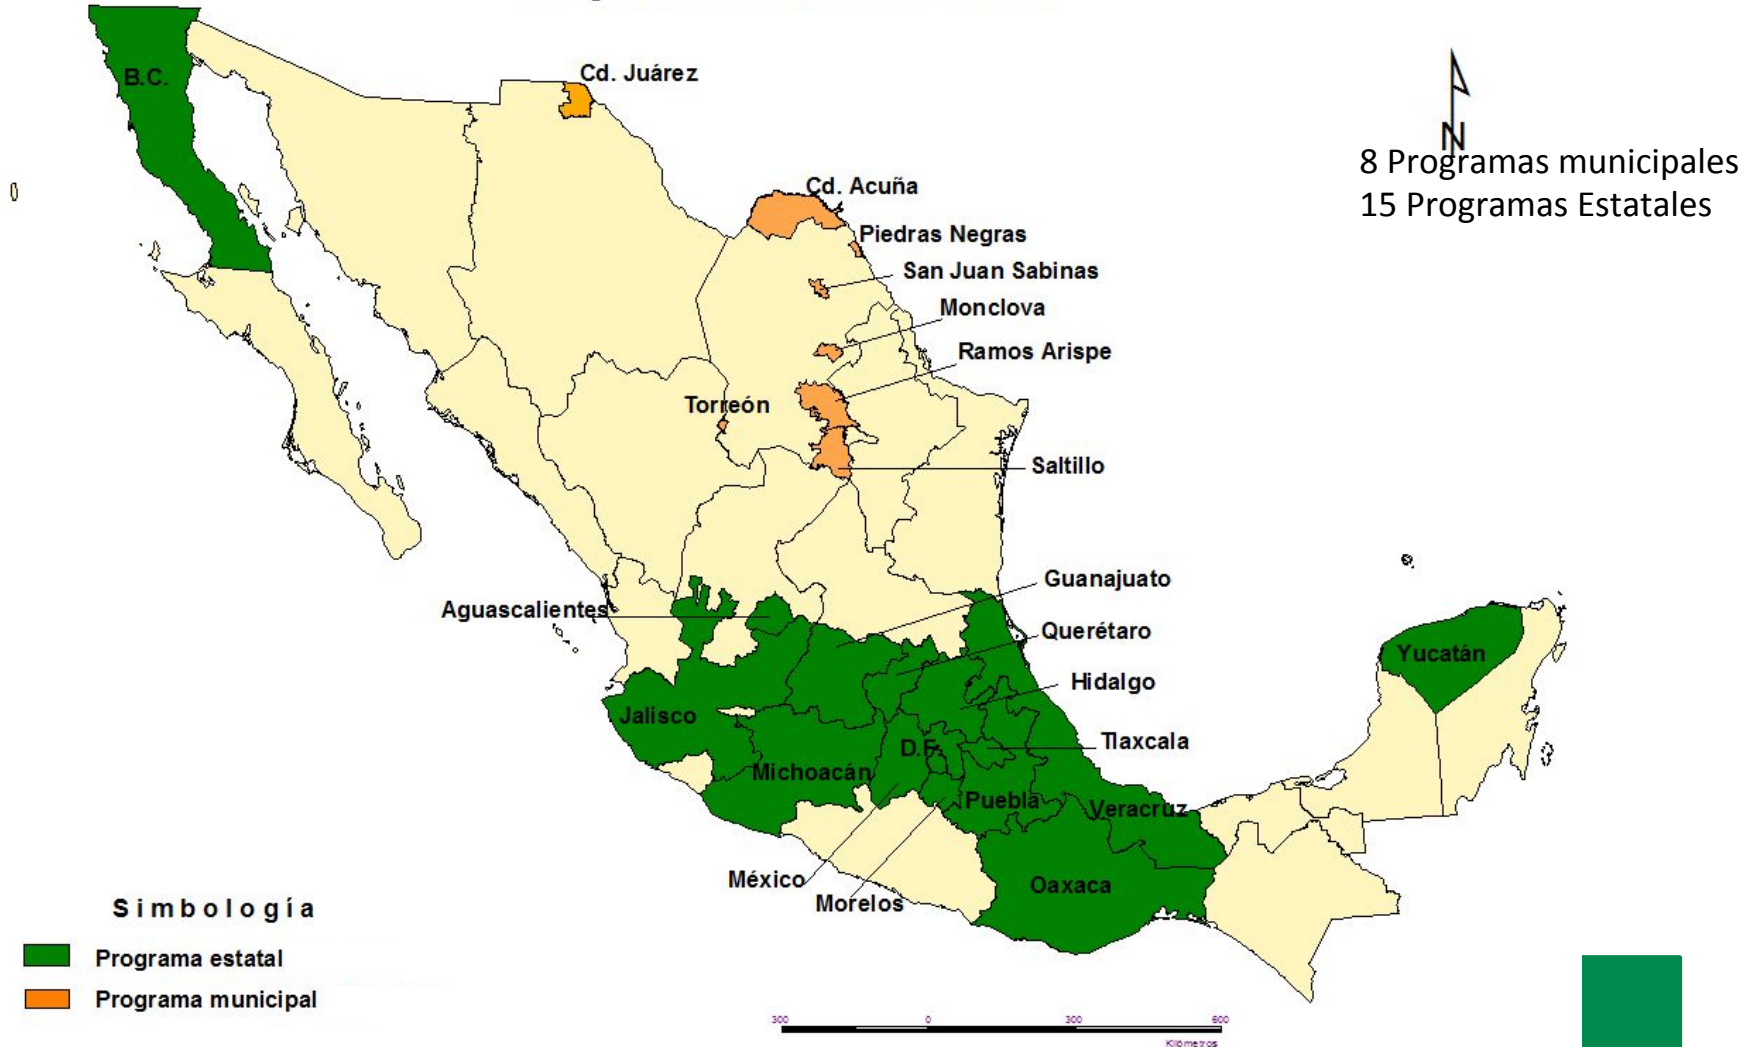 B.C.
Cd. Juárez
N
8 Programas municipales
15 Programas Estatales
Cd. Acuña
Piedras Negras
San Juan Sabinas
Monclova
Ramos Arispe
Torreón
Saltillo
Guanajuato
Aguascalientes
Querétaro
Yucatán
Hidalgo
Jalisco
Tlaxcala
D.F.
Michoacán
Puebla
Veracruz
México
Oaxaca
Morelos
Simbología
Programa estatal
Programa municipal
300 0 300 600
Kilómetros